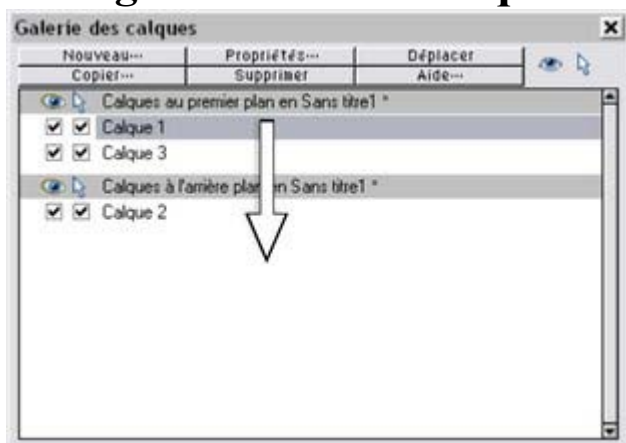 Galerie des calques
Nouveau... Propriétés... Déplacer
Copier... Supprimer Aide...
Calques au premier plan en Sans titre1 *
Calque 1
Calque 3
Calques à l'arrière plan en Sans titre1 *
Calque 2